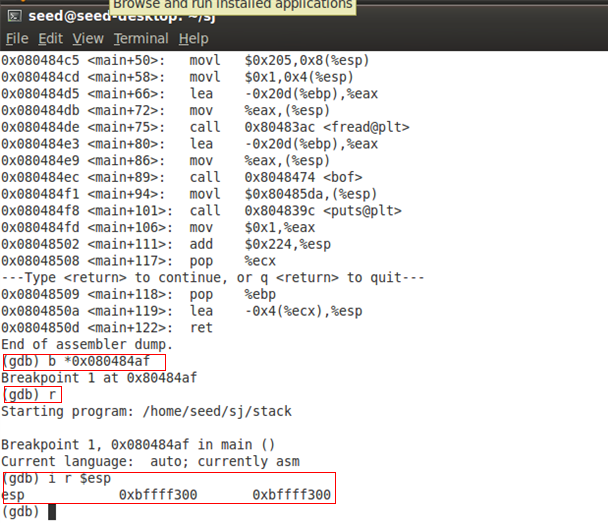 Browse and run installed applications
seed@seed-desktop: ~/sj
File Edit View Terminal Help
0x080484c5 <main+50>: movl $0x205,0x8(%esp)
0x080484cd <main+58>: movl $0x1,0x4(%esp)
0x080484d5 <main+66>: lea -0x20d(%ebp),%eax
0x080484db <main+72>: mov %eax,(%esp)
0x080484de <main+75>: call 0x80483ac <fread@plt>
0x080484e3 <main+80>: lea -0x20d(%ebp),%eax
0x080484e9 <main+86>: mov %eax,(%esp)
0x080484ec <main+89>: call 0x8048474 <bof>
0x080484f1 <main+94>: movl $0x80485da,(%esp)
0x080484f8 <main+101>: call 0x804839c <puts@plt>
0x080484fd <main+106>: mov $0x1,%eax
0x08048502 <main+111>: add $0x224,%esp
0x08048508 <main+117>: pop %ecx
---Type <return> to continue, or q <return> to quit---
0x08048509 <main+118>: pop %ebp
0x0804850a <main+119>: lea -0x4(%ecx),%esp
0x0804850d <main+122>: ret
End of assembler dump.
(gdb) b *0x080484af
Breakpoint 1 at 0x80484af
(gdb) r
Starting program: /home/seed/sj/stack
Breakpoint 1, 0x080484af in main ()
Current language: auto; currently asm
(gdb) i r $esp
esp 0xbffff300 0xbffff300
(gdb)